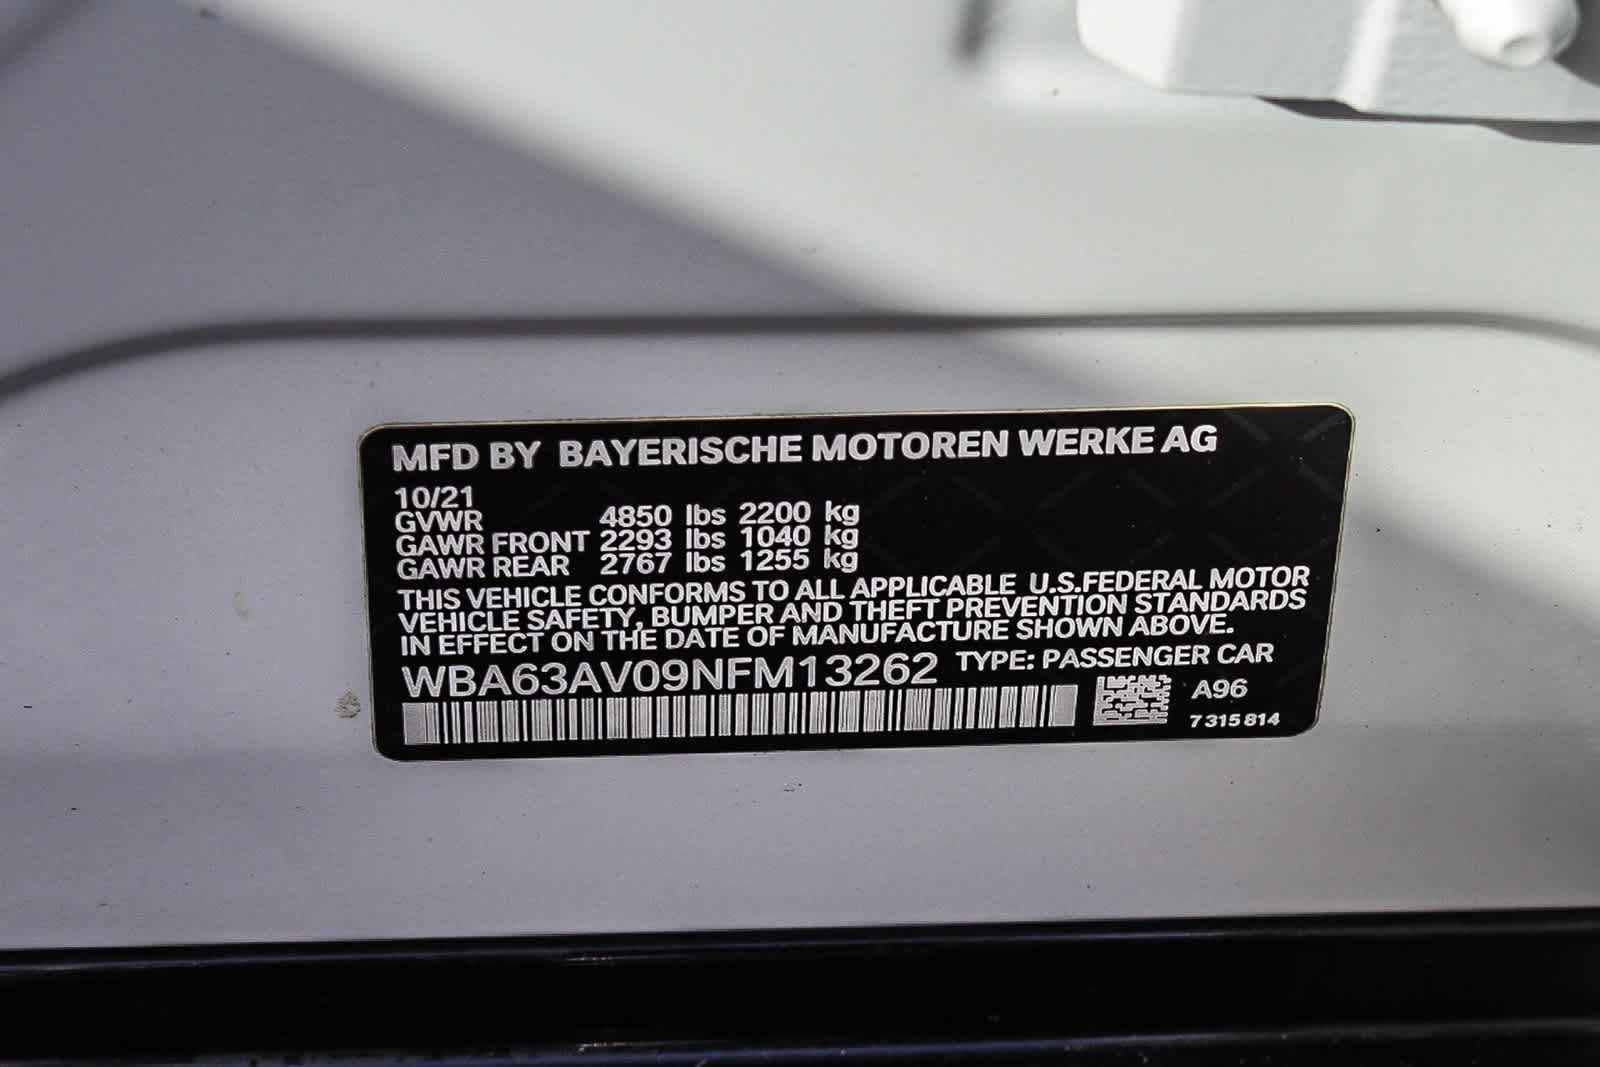 MFD BY BAYERISCHE MOTOREN WERKE AG
10/21
GVWR 4850 lbs 2200 kg
GAWR FRONT 2293 lbs 1040 kg
GAWR REAR 2767 lbs 1255 kg
THIS VEHICLE CONFORMS TO ALL APPLICABLE U.S.FEDERAL MOTOR
VEHICLE SAFETY, BUMPER AND THEFT PREVENTION STANDARDS
IN EFFECT ON THE DATE OF MANUFACTURE SHOWN ABOVE.
WBA63AV09NFM13262 TYPE: PASSENGER CAR
A96
7 315 814